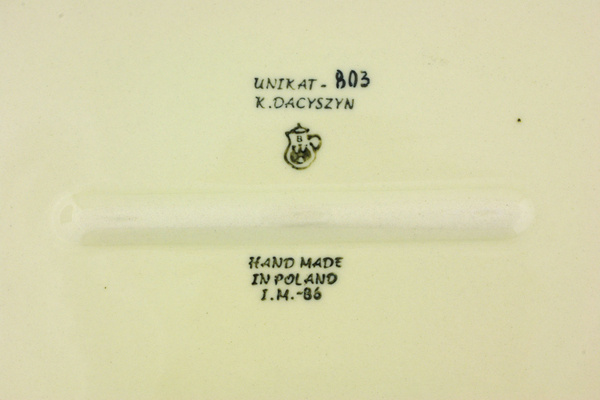 UNIKAT - 803
K. DACYSZYN
B
HAND MADE
IN POLAND
I.M.-86